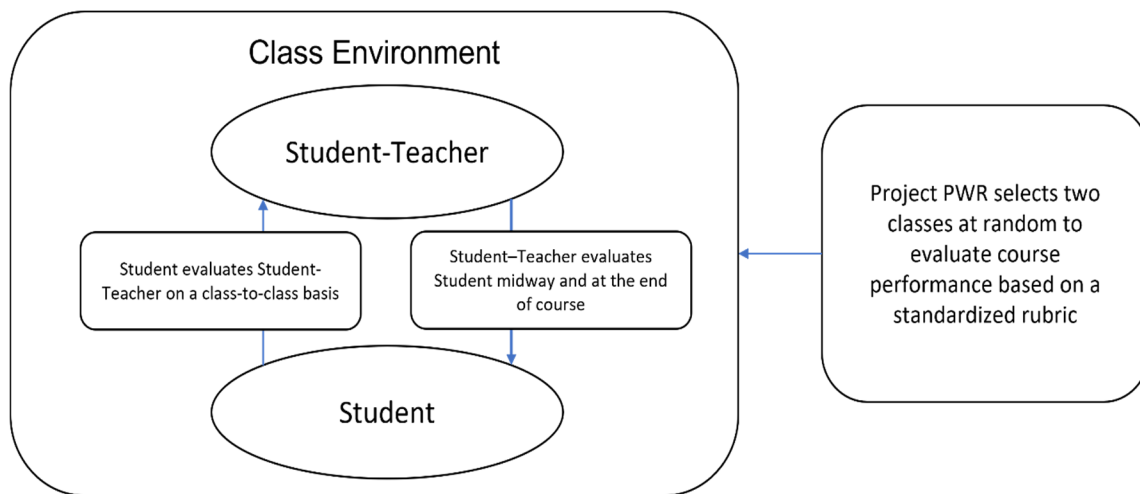 Class Environment
Student-Teacher
Student evaluates Student-
Teacher on a class-to-class basis
Student–Teacher evaluates
Student midway and at the end
of course
Student
Project PWR selects two
classes at random to
evaluate course
performance based on a
standardized rubric